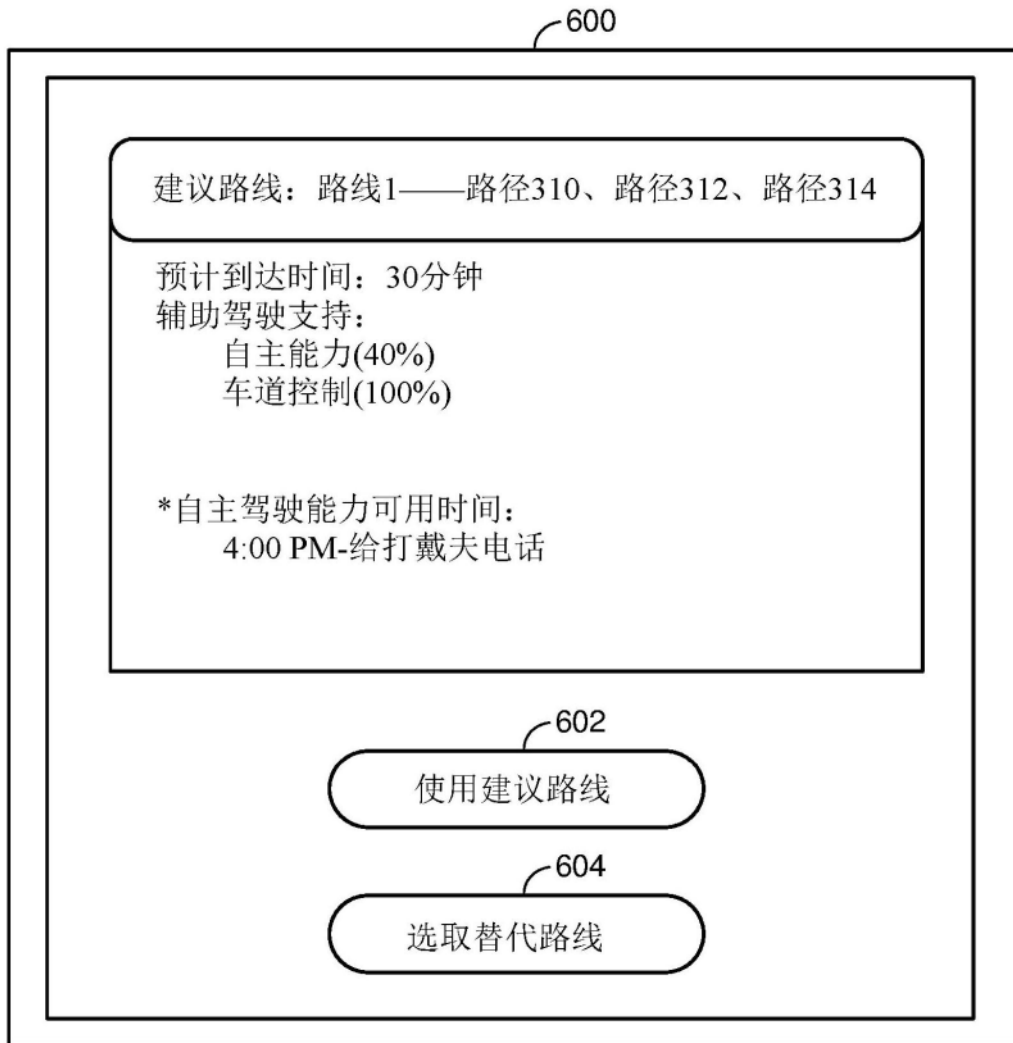 600
建议路线：路线1——路径310、路径312、路径314
预计到达时间：30分钟
辅助驾驶支持：
自主能力(40%)
车道控制(100%)
*自主驾驶能力可用时间：
4:00 PM-给打戴夫电话
602
使用建议路线
604
选取替代路线